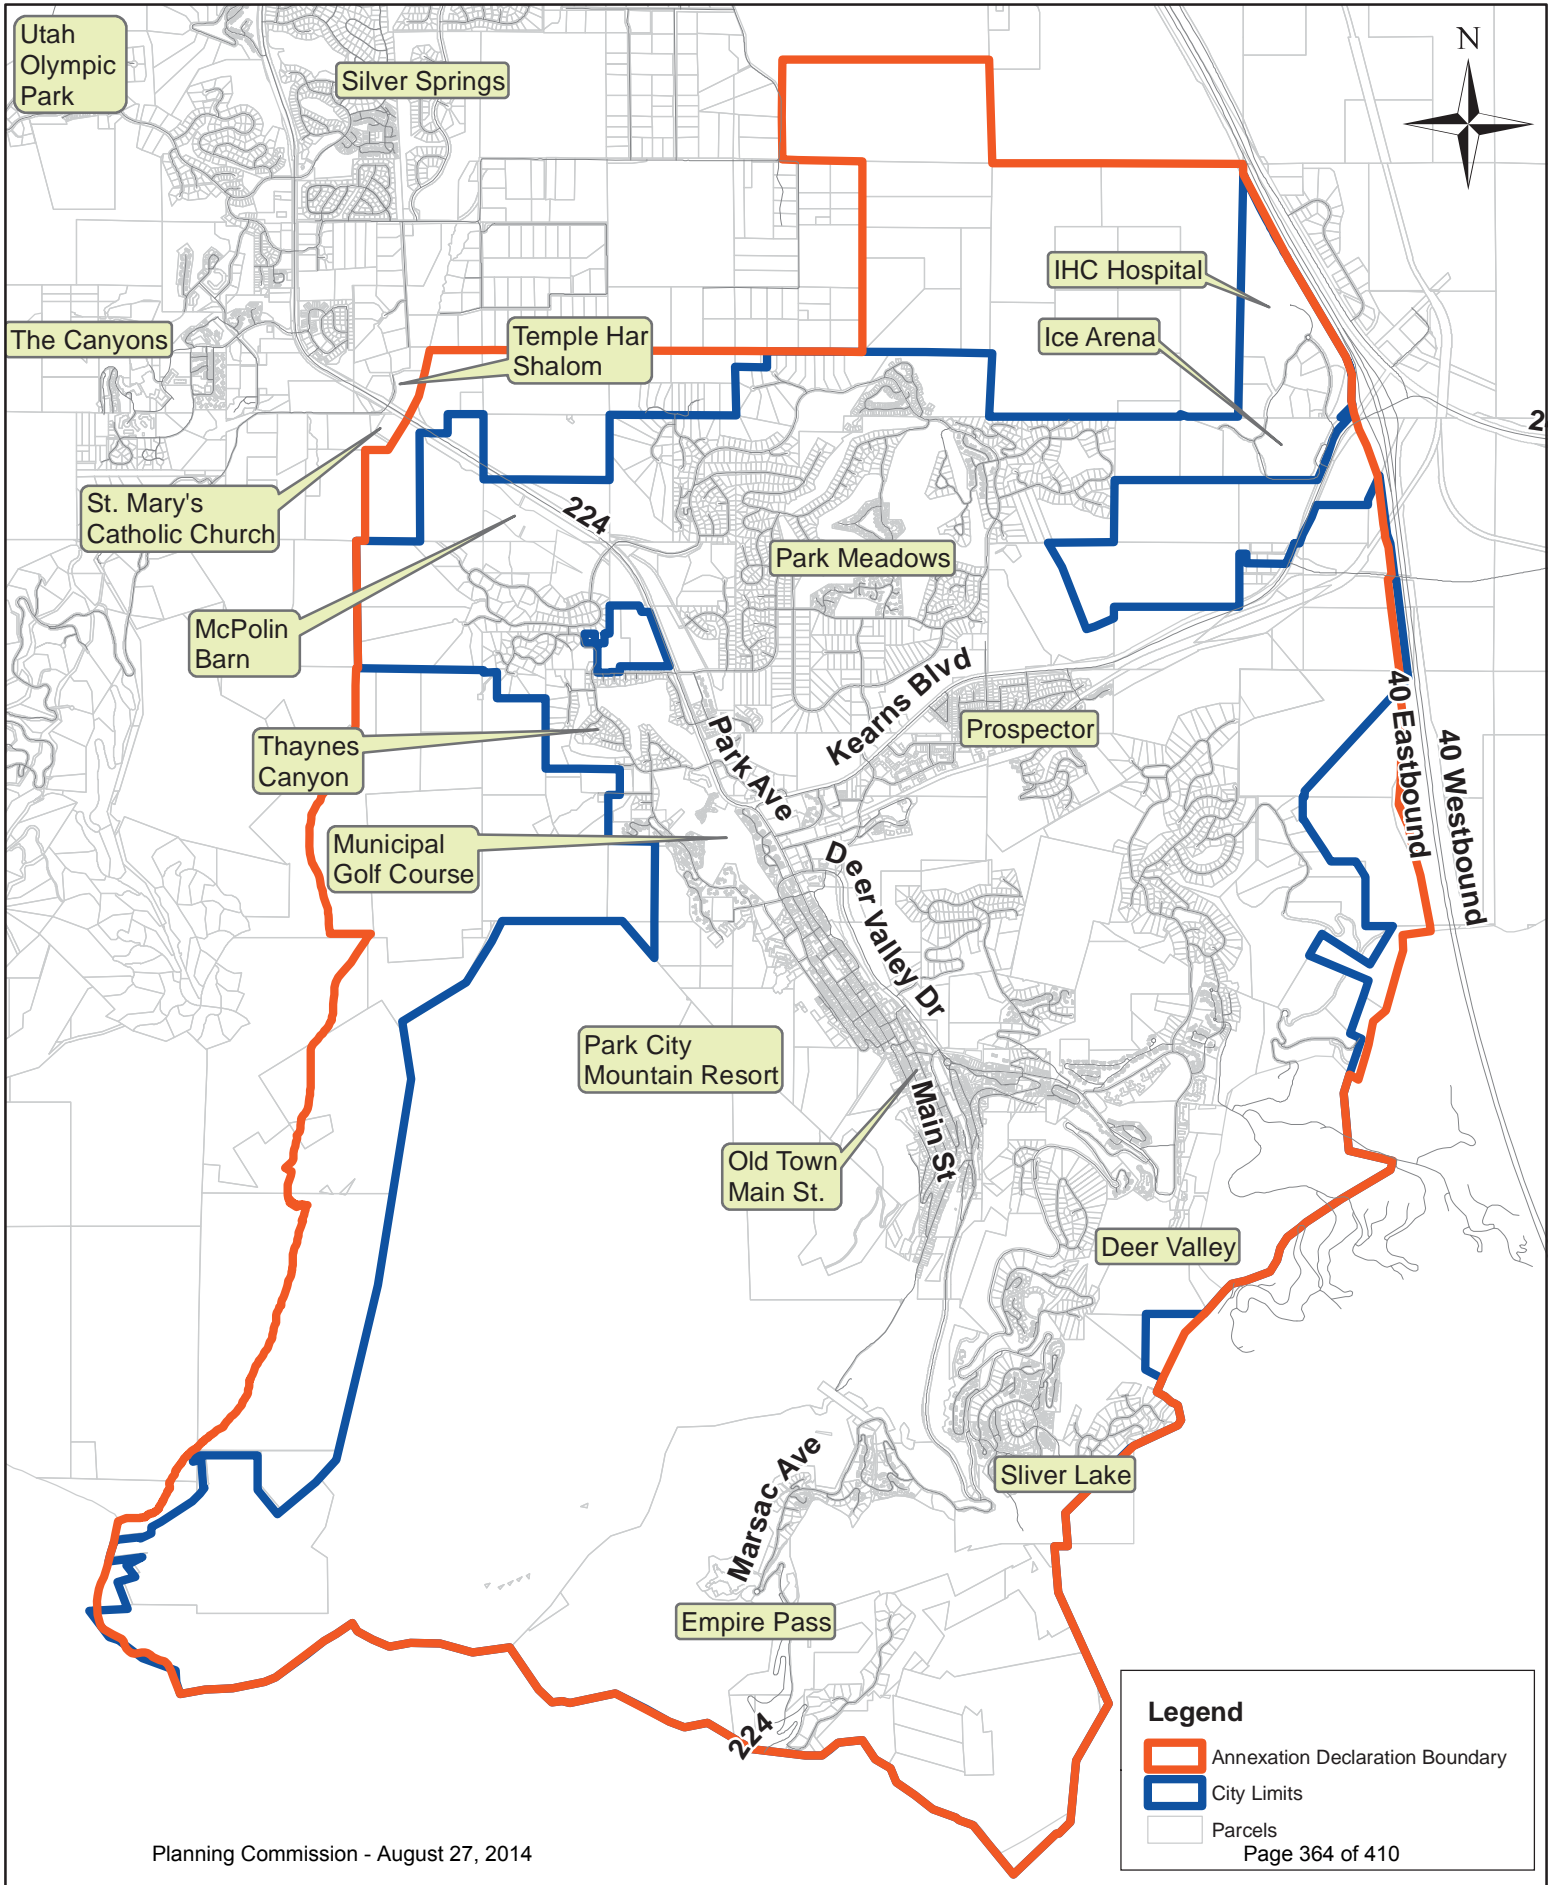 Utah
Olympic
Park
Silver Springs
N
IHC Hospital
The Canyons
Temple Har
Shalom
Ice Arena
2
St. Mary's
Catholic Church
224
Park Meadows
McPolin
Barn
Kearns Blvd
Prospector
Thaynes
Canyon
Park Ave
40 Eastbound
40 Westbound
Municipal
Golf Course
Deer Valley Dr
Park City
Mountain Resort
Main St
Old Town
Main St.
Deer Valley
Marsac Ave
Sliver Lake
Empire Pass
224
Legend
Annexation Declaration Boundary
City Limits
Parcels
Planning Commission - August 27, 2014
Page 364 of 410